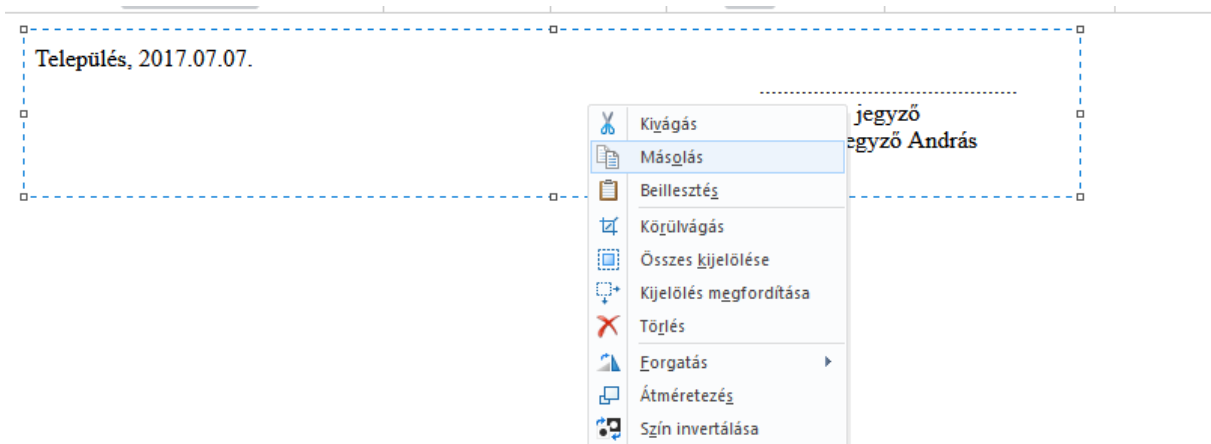 Település, 2017.07.07.
jegyző
egyző András
Kivágás
Másolás
Beillesztés
Körülvágás
Összes kijelölése
Kijelölés megfordítása
Törlés
Forgatás
Átméretezés
Szín invertálása